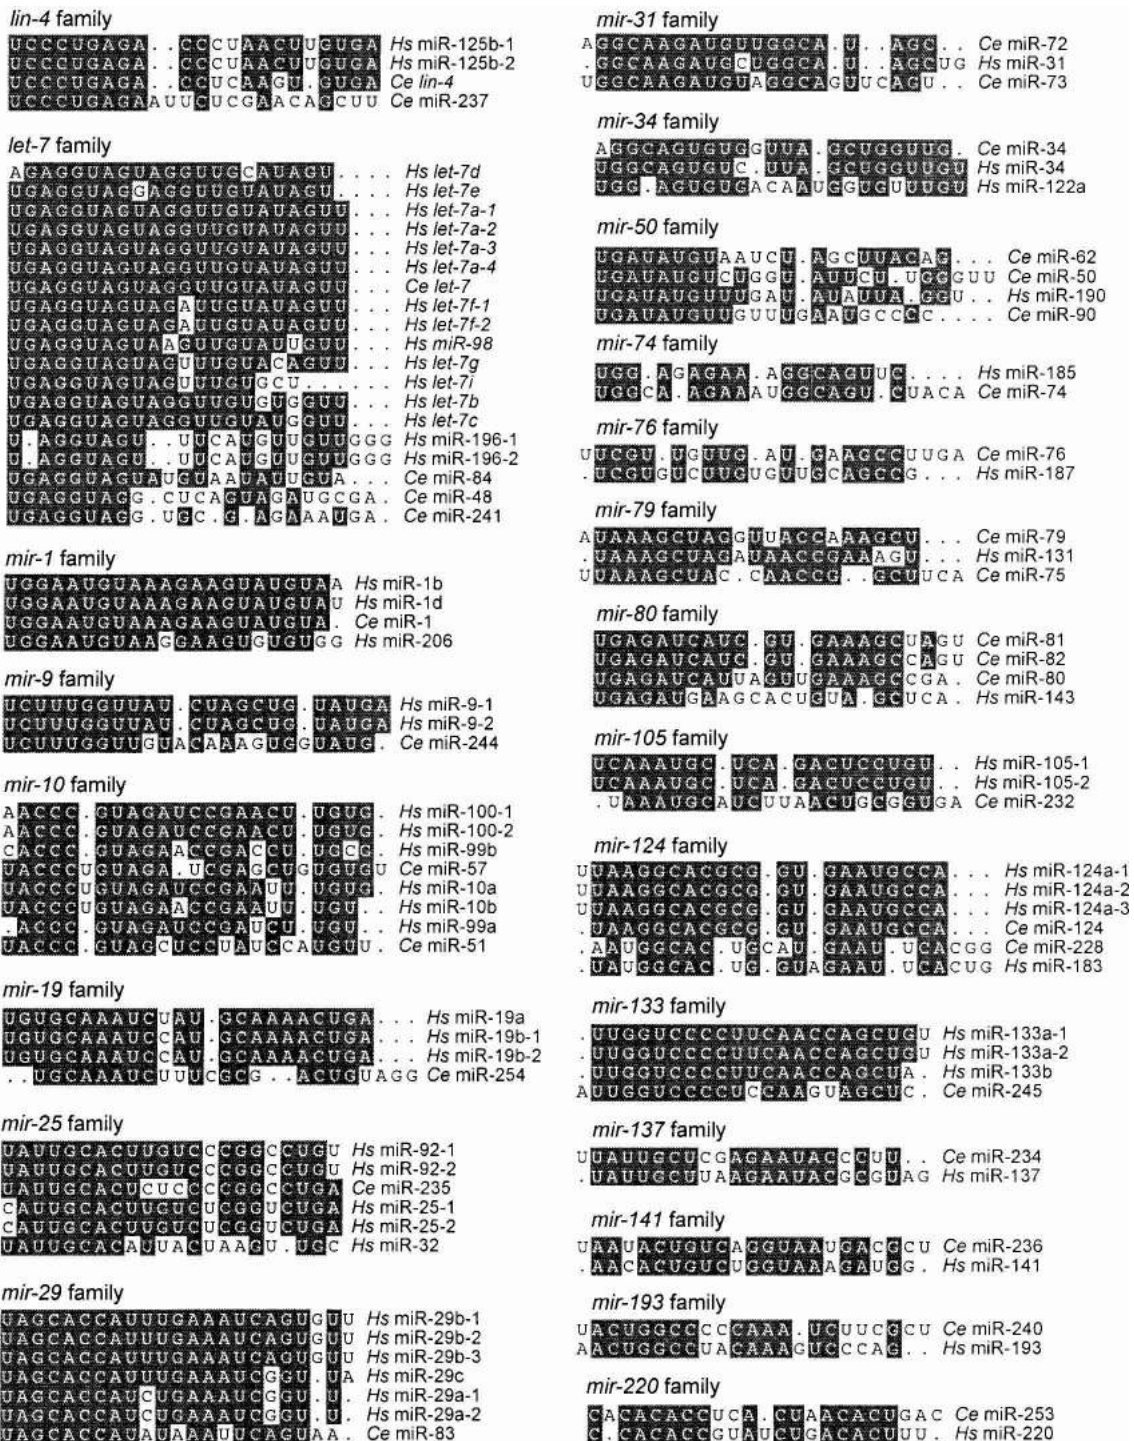 lin-4 family
UCCCUGAGA..CCCUAACUUGUGA Hs miR-125b-1
UCCCUGAGA..CCCUAACUUGUGA Hs miR-125b-2
UCCCUGAGA..CCUCAAGU.GUGA Ce lin-4
UCCCUGAGAAUUCUCGAACAGCUU Ce miR-237
let-7 family
AGAGGUAGUAGGUUGCAUAGU.... Hs let-7d
UGAGGUAGGAGGUUGUAUAGU.... Hs let-7e
UGAGGUAGUAGGUUGUAUAGUU... Hs let-7a-1
UGAGGUAGUAGGUUGUAUAGUU... Hs let-7a-2
UGAGGUAGUAGGUUGUAUAGUU... Hs let-7a-3
UGAGGUAGUAGGUUGUAUAGUU... Hs let-7a-4
UGAGGUAGUAGGUUGUAUAGUU... Ce let-7
UGAGGUAGUAGAUUGUAUAGUU... Hs let-7f-1
UGAGGUAGUAGAUUGUAUAGUU... Hs let-7f-2
UGAGGUAGUAAGUUGUAUUGUU... Hs miR-98
UGAGGUAGUAGUUUGUACAGUU... Hs let-7g
UGAGGUAGUAGUUUGUGCU...... Hs let-7i
UGAGGUAGUAGGUUGUGUGGUU... Hs let-7b
UGAGGUAGUAGGUUGUAUGGUU... Hs let-7c
U.AGGUAGU..UUCAUGUUGUUGGG Hs miR-196-1
U.AGGUAGU..UUCAUGUUGUUGGG Hs miR-196-2
UGAGGUAGUAUGUAAUAUUGUA... Ce miR-84
UGAGGUAGG.CUCAGUAGAUGCGA. Ce miR-48
UGAGGUAGG.UGC.G.AGAAAUGA. Ce miR-241
mir-1 family
UGGAAUGUAAAGAAGUAUGUAA Hs miR-1b
UGGAAUGUAAAGAAGUAUGUAU Hs miR-1d
UGGAAUGUAAAGAAGUAUGUA. Ce miR-1
UGGAAUGUAAGGAAGUGUGUGG Hs miR-206
mir-9 family
UCUUUGGUUAU.CUAGCUG.UAUGA Hs miR-9-1
UCUUUGGUUAU.CUAGCUG.UAUGA Hs miR-9-2
UCUUUGGUUGUACAAAGUGGUAUG. Ce miR-244
mir-10 family
AACCC.GUAGAUCCGAACU.UGUG. Hs miR-100-1
AACCC.GUAGAUCCGAACU.UGUG. Hs miR-100-2
CACCC.GUAGAACCGACCU.UGCG. Hs miR-99b
UACCCUGUAGA.UCGAGCUGUGUGU Ce miR-57
UACCCUGUAGAUCCGAAUU.UGUG. Hs miR-10a
UACCCUGUAGAACCGAAUU.UGU.. Hs miR-10b
.ACCC.GUAGAUCCGAUCU.UGU.. Hs miR-99a
UACCC.GUAGCUCCUAUCCAUGUU. Ce miR-51
mir-19 family
UGUGCAAAUCUAU.GCAAAACUGA... Hs miR-19a
UGUGCAAAUCCAU.GCAAAACUGA... Hs miR-19b-1
UGUGCAAAUCCAU.GCAAAACUGA... Hs miR-19b-2
..UGCAAAUCUUUCGCG..ACUGUAGG Ce miR-254
mir-25 family
UAUUGCACUUGUCCCGGCCUGU Hs miR-92-1
UAUUGCACUUGUCCCGGCCUGU Hs miR-92-2
UAUUGCACUCUCCCCGGCCUGA Ce miR-235
CAUUGCACUUGUCUCGGUCUGA Hs miR-25-1
CAUUGCACUUGUCUCGGUCUGA Hs miR-25-2
UAUUGCACAUUACUAAGU.UGC Hs miR-32
mir-29 family
UAGCACCAUUUGAAAUCAGUGUU Hs miR-29b-1
UAGCACCAUUUGAAAUCAGUGUU Hs miR-29b-2
UAGCACCAUUUGAAAUCAGUGUU Hs miR-29b-3
UAGCACCAUUUGAAAUCGGU.UA Hs miR-29c
UAGCACCAUCUGAAAUCGGU.U. Hs miR-29a-1
UAGCACCAUCUGAAAUCGGU.U. Hs miR-29a-2
UAGCACCAUAUAAAUUCAGUAA. Ce miR-83
mir-31 family
AGGCAAGAUGUUGGCA.U..AGC.. Ce miR-72
.GGCAAGAUGCUGGCA.U..AGCUG Hs miR-31
UGGCAAGAUGUAGGCAGUUCAGU.. Ce miR-73
mir-34 family
AGGCAGUGUGGUUA.GCUGGUUG. Ce miR-34
UGGCAGUGUC.UUA.GCUGGUUGU Hs miR-34
UGG.AGUGUGACAAUGGUGUUUGU Hs miR-122a
mir-50 family
UGAUAUGUAAUCU.AGCUUACAG... Ce miR-62
UGAUAUGUCUGGU.AUUCU.UGGGUU Ce miR-50
UGAUAUGUUUGAU.AUAUUA.GGU.. Hs miR-190
UGAUAUGUUGUUUGAAUGCCCC.... Ce miR-90
mir-74 family
UGG.AGAGAA.AGGCAGUUC.... Hs miR-185
UGGCA.AGAAAUGGCAGU.CUACA Ce miR-74
mir-76 family
UUCGU.UGUUG.AU.GAAGCCUUGA Ce miR-76
.UCGUGUCUUGUGUUGCAGCCG... Hs miR-187
mir-79 family
AUAAAGCUAGGUUACCAAAGCU... Ce miR-79
.UAAAGCUAGAUAACCGAAAGU... Hs miR-131
UUAAAGCUAC.CAACCG..GCUUCA Ce miR-75
mir-80 family
UGAGAUCAUC.GU.GAAAGCUAGU Ce miR-81
UGAGAUCAUC.GU.GAAAGCCAGU Ce miR-82
UGAGAUCAUUAGUUGAAAGCCGA. Ce miR-80
UGAGAUGAAGCACUGUA.GCUCA. Hs miR-143
mir-105 family
UCAAAUGC.UCA.GACUCCUGU.. Hs miR-105-1
UCAAAUGC.UCA.GACUCCUGU.. Hs miR-105-2
.UAAAUGCAUCUUAACUGCGGUGA Ce miR-232
mir-124 family
UUAAGGCACGCG.GU.GAAUGCCA... Hs miR-124a-1
UUAAGGCACGCG.GU.GAAUGCCA... Hs miR-124a-2
UUAAGGCACGCG.GU.GAAUGCCA... Hs miR-124a-3
.UAAGGCACGCG.GU.GAAUGCCA... Ce miR-124
.AAUGGCAC.UGCAU.GAAU.UCACGG Ce miR-228
.UAUGGCAC.UG.GUAGAAU.UCACUG Hs miR-183
mir-133 family
.UUGGUCCCCUUCAACCAGCUGU Hs miR-133a-1
.UUGGUCCCCUUCAACCAGCUGU Hs miR-133a-2
.UUGGUCCCCUUCAACCAGCUA. Hs miR-133b
AUUGGUCCCCUCCAAGUAGCUC. Ce miR-245
mir-137 family
UUAUUGCUCGAGAAUACCCUU.. Ce miR-234
.UAUUGCUUAAGAAUACGCGUAG Hs miR-137
mir-141 family
UAAUACUGUCAGGUAAUGACGCU Ce miR-236
.AACACUGUCUGGUAAAGAUGG. Hs miR-141
mir-193 family
UACUGGCCCCCAAA.UCUUCGCU Ce miR-240
AACUGGCCUACAAAGUCCCAG.. Hs miR-193
mir-220 family
CACACACCUCA.CUAACACUGAC Ce miR-253
C.CACACCGUAUCUGACACUUU. Hs miR-220